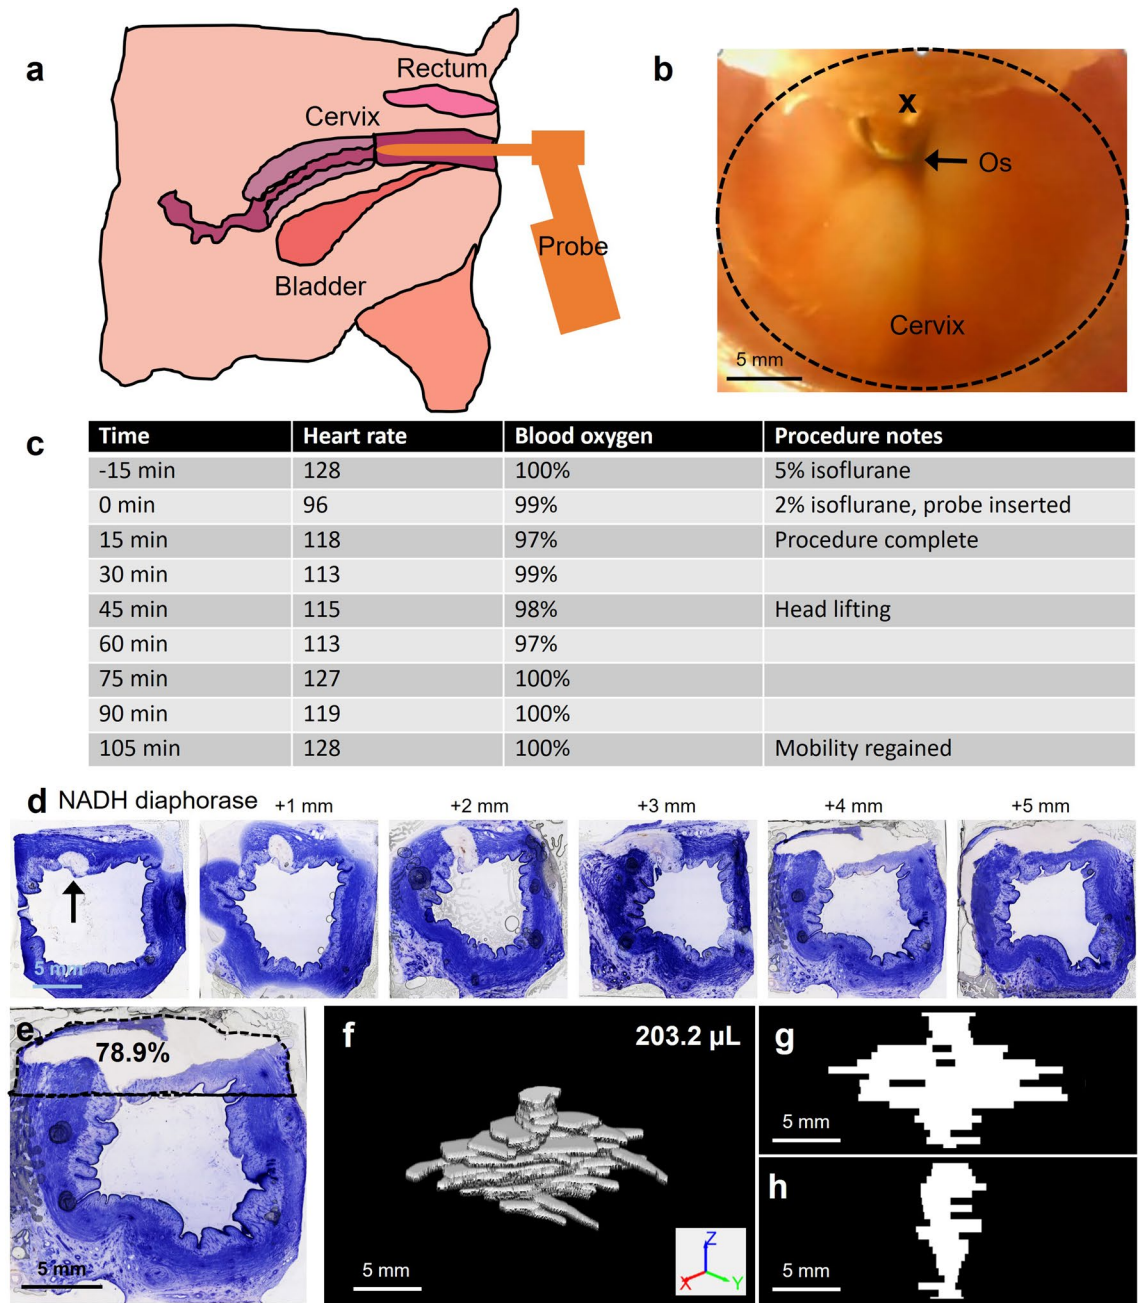 a
Rectum
Cervix
Probe
Bladder
b
x
Os
Cervix
5 mm
c
Time Heart rate Blood oxygen Procedure notes
-15 min 128 100% 5% isoflurane
0 min 96 99% 2% isoflurane, probe inserted
15 min 118 97% Procedure complete
30 min 113 99%
45 min 115 98% Head lifting
60 min 113 97%
75 min 127 100%
90 min 119 100%
105 min 128 100% Mobility regained
d NADH diaphorase +1 mm +2 mm +3 mm +4 mm +5 mm
5 mm
e
78.9%
5 mm
f 203.2 µL
5 mm
Z
X Y
g
5 mm
h
5 mm